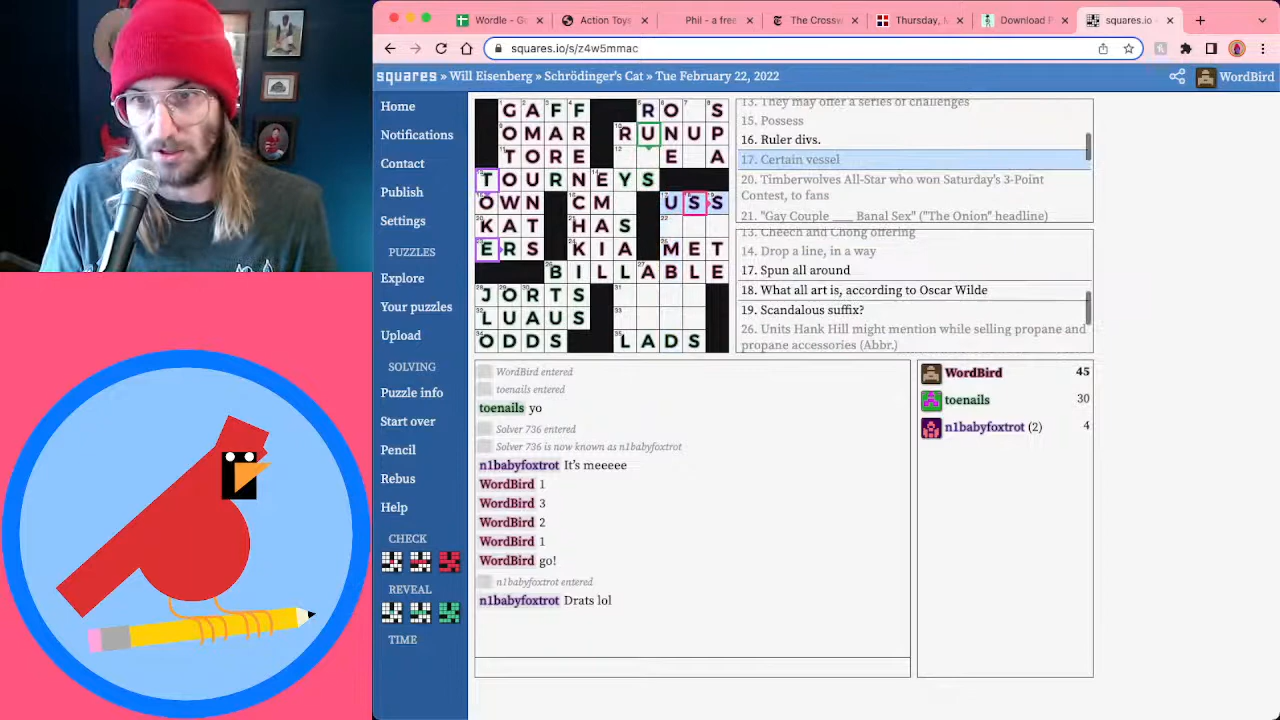 Wordle - Go
Action Toys
Phil - a free
The Crossw
Thursday, M
Download P
squares.io
squares.io/s/z4w5mmac
squares » Will Eisenberg » Schrödinger's Cat » Tue February 22, 2022
WordBird
Home
Notifications
Contact
Publish
Settings
PUZZLES
Explore
Your puzzles
Upload
SOLVING
Puzzle info
Start over
Pencil
Rebus
Help
CHECK
REVEAL
TIME
GAFF ROS
OMAR RUNUP
TORE E A
TOURNEYS
OWN CM USS
KAT HAS
ERS KIA MET
BILLABLE
JORTS
LUAUS
ODDS LADS
13. They may offer a series of challenges
15. Possess
16. Ruler divs.
17. Certain vessel
20. Timberwolves All-Star who won Saturday's 3-Point
Contest, to fans
21. "Gay Couple ___ Banal Sex" ("The Onion" headline)
13. Cheech and Chong offering
14. Drop a line, in a way
17. Spun all around
18. What all art is, according to Oscar Wilde
19. Scandalous suffix?
26. Units Hank Hill might mention while selling propane and
propane accessories (Abbr.)
WordBird entered
toenails entered
toenails yo
Solver 736 entered
Solver 736 is now known as n1babyfoxtrot
n1babyfoxtrot It's meeeee
WordBird 1
WordBird 3
WordBird 2
WordBird 1
WordBird go!
n1babyfoxtrot entered
n1babyfoxtrot Drats lol
WordBird 45
toenails 30
n1babyfoxtrot (2) 4